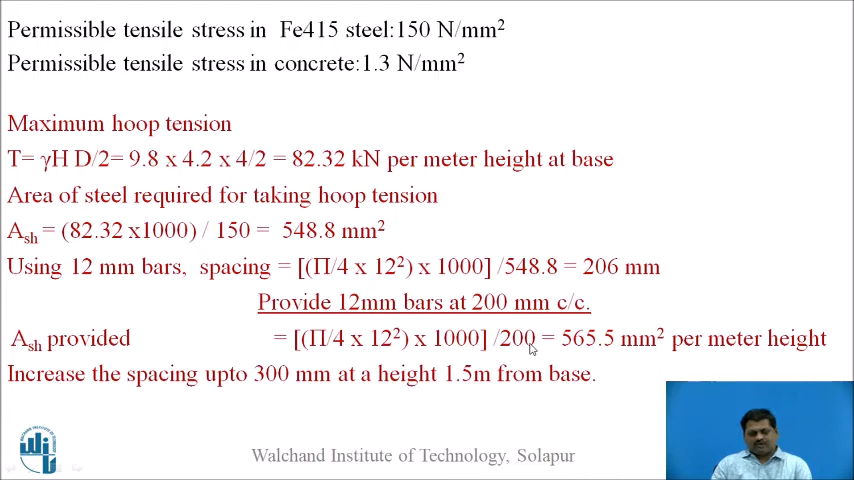 Permissible tensile stress in Fe415 steel:150 N/mm²
Permissible tensile stress in concrete:1.3 N/mm²
Maximum hoop tension
T= γH D/2= 9.8 x 4.2 x 4/2 = 82.32 kN per meter height at base
Area of steel required for taking hoop tension
Ash = (82.32 x1000) / 150 = 548.8 mm²
Using 12 mm bars, spacing = [(Π/4 x 12²) x 1000] /548.8 = 206 mm
Provide 12mm bars at 200 mm c/c.
Ash provided = [(Π/4 x 12²) x 1000] /200 = 565.5 mm² per meter height
Increase the spacing upto 300 mm at a height 1.5m from base.
Walchand Institute of Technology, Solapur